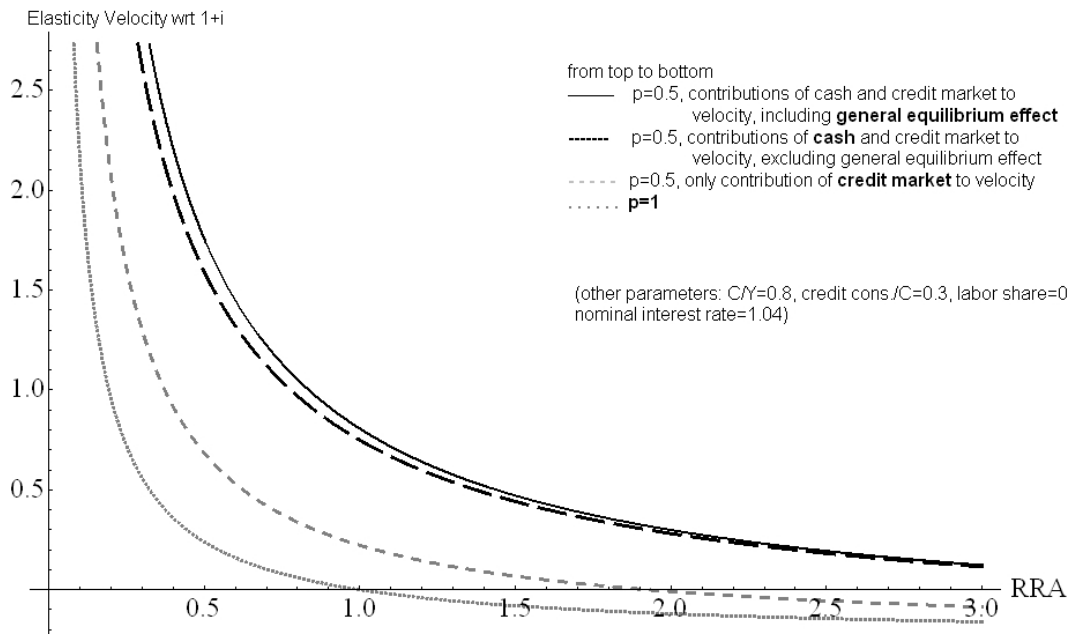 Elasticity Velocity wrt 1+i
2.5
2.0
1.5
1.0
0.5
from top to bottom
p=0.5, contributions of cash and credit market to
velocity, including general equilibrium effect
p=0.5, contributions of cash and credit market to
velocity, excluding general equilibrium effect
p=0.5, only contribution of credit market to velocity
p=1
(other parameters: C/Y=0.8, credit cons./C=0.3, labor share=0
nominal interest rate=1.04)
0.5 1.0 1.5 2.0 2.5 3.0 RRA